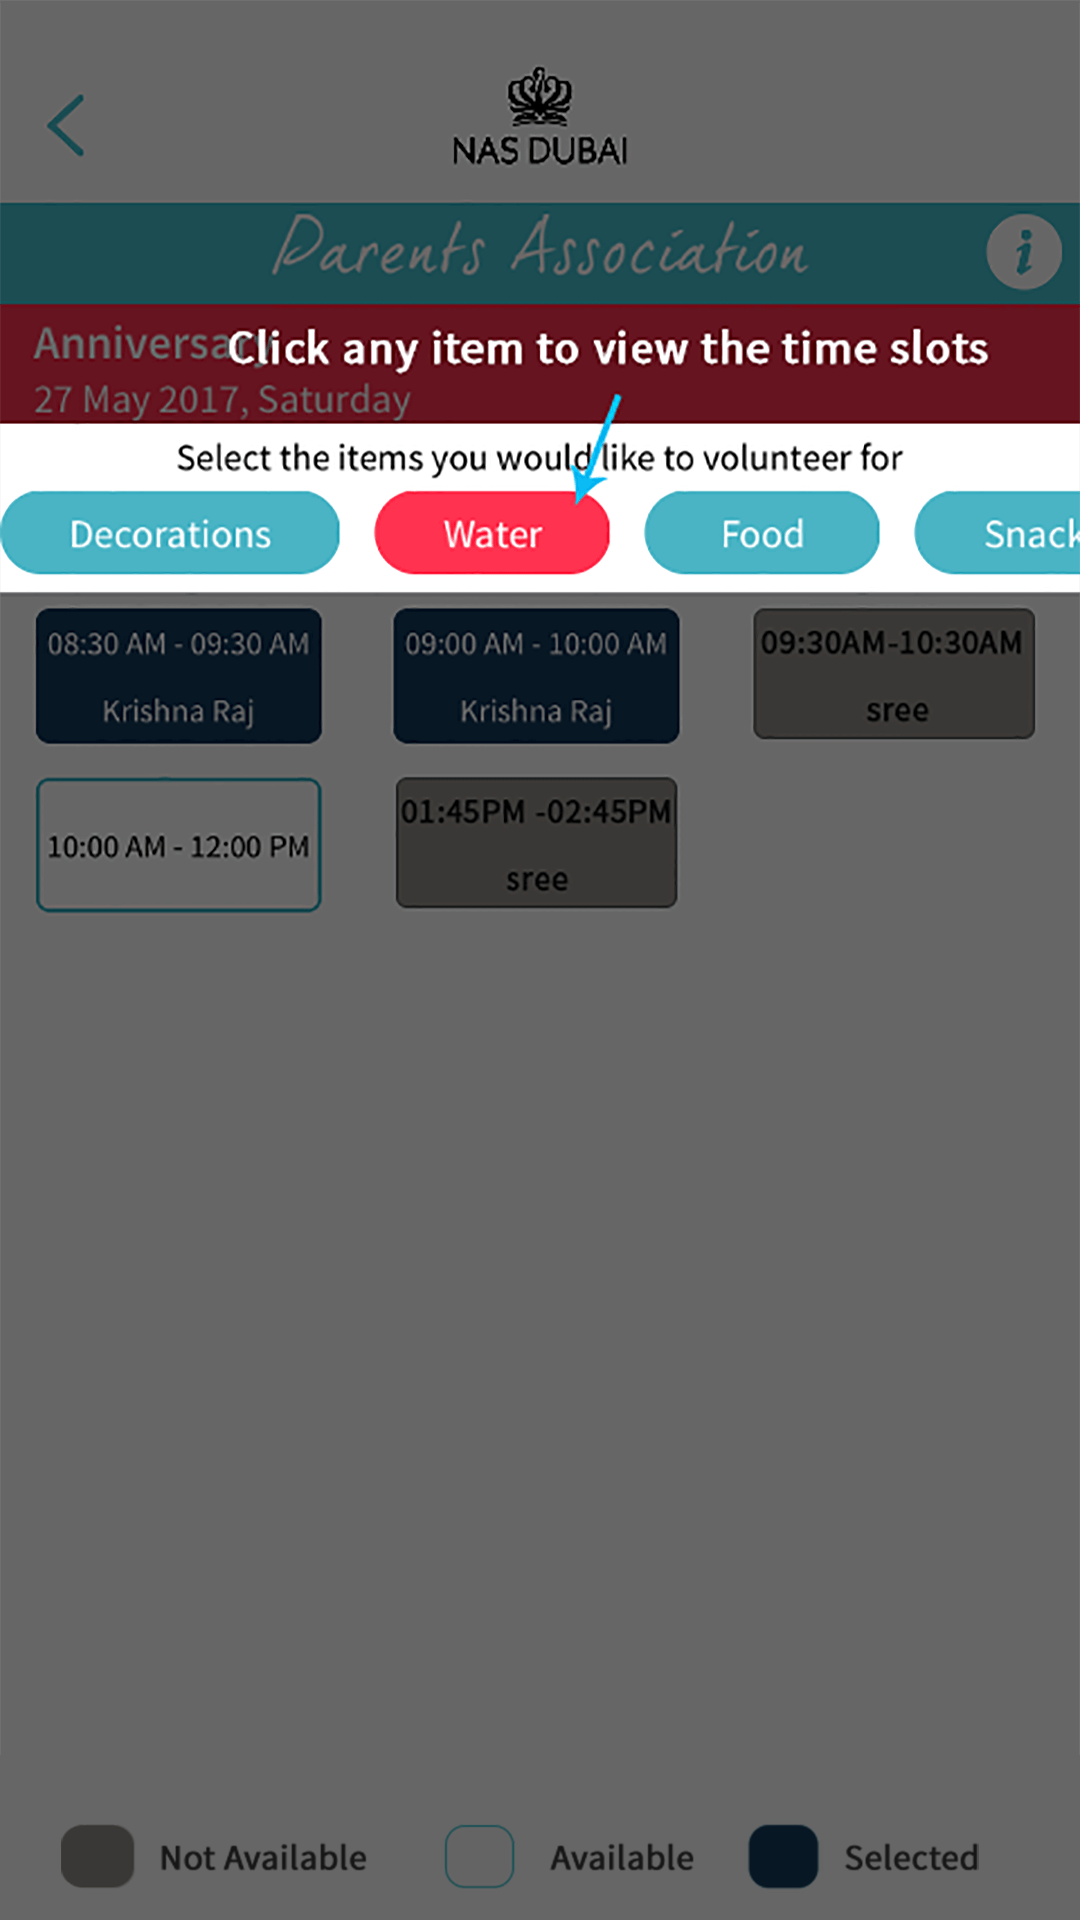 NAS DUBAI
Parents Association
i
Click any item to view the time slots
27 May 2017, Saturday
Select the items you would like to volunteer for
Decorations Water Food Snack
08:30 AM - 09:30 AM 09:00 AM - 10:00 AM 09:30AM-10:30AM
Krishna Raj Krishna Raj sree
10:00 AM - 12:00 PM 01:45PM -02:45PM
sree
Not Available Available Selected